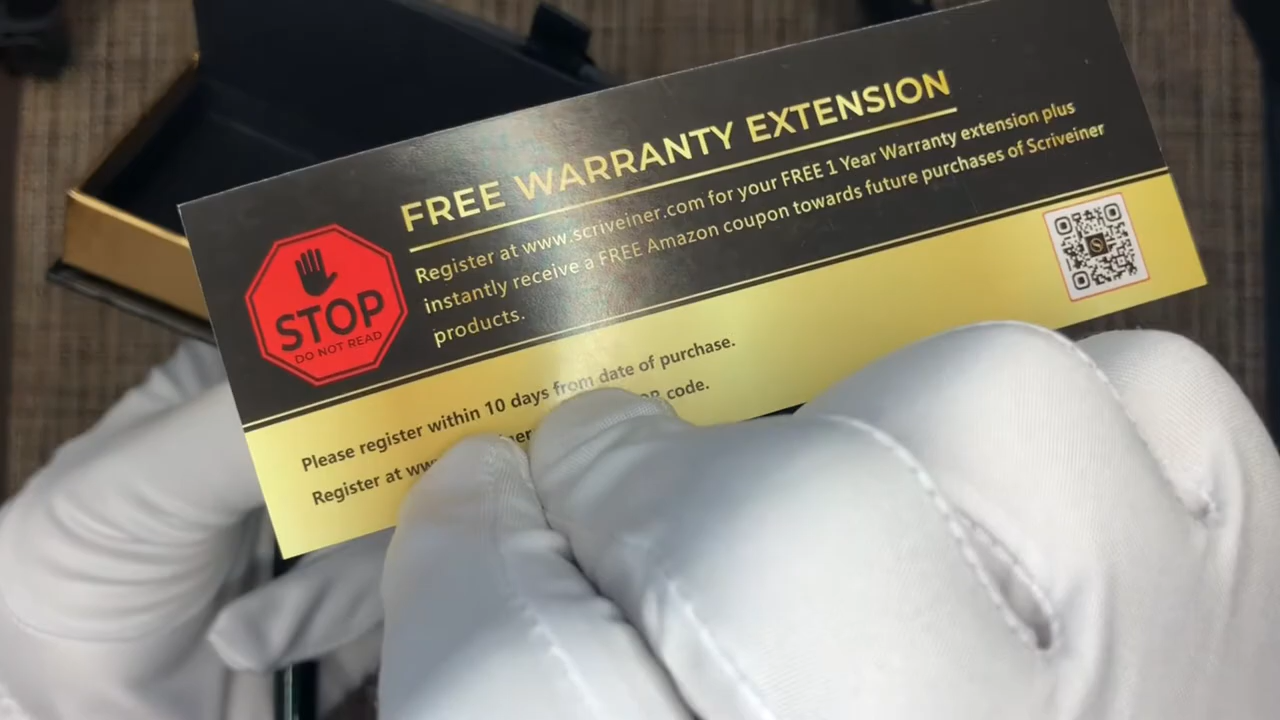 FREE WARRANTY EXTENSION
Register at www.scriveiner.com for your FREE 1 Year Warranty extension plus
instantly receive a FREE Amazon coupon towards future purchases of Scriveiner
products.
STOP
DO NOT READ
Please register within 10 days from date of purchase.
Register at code.
S